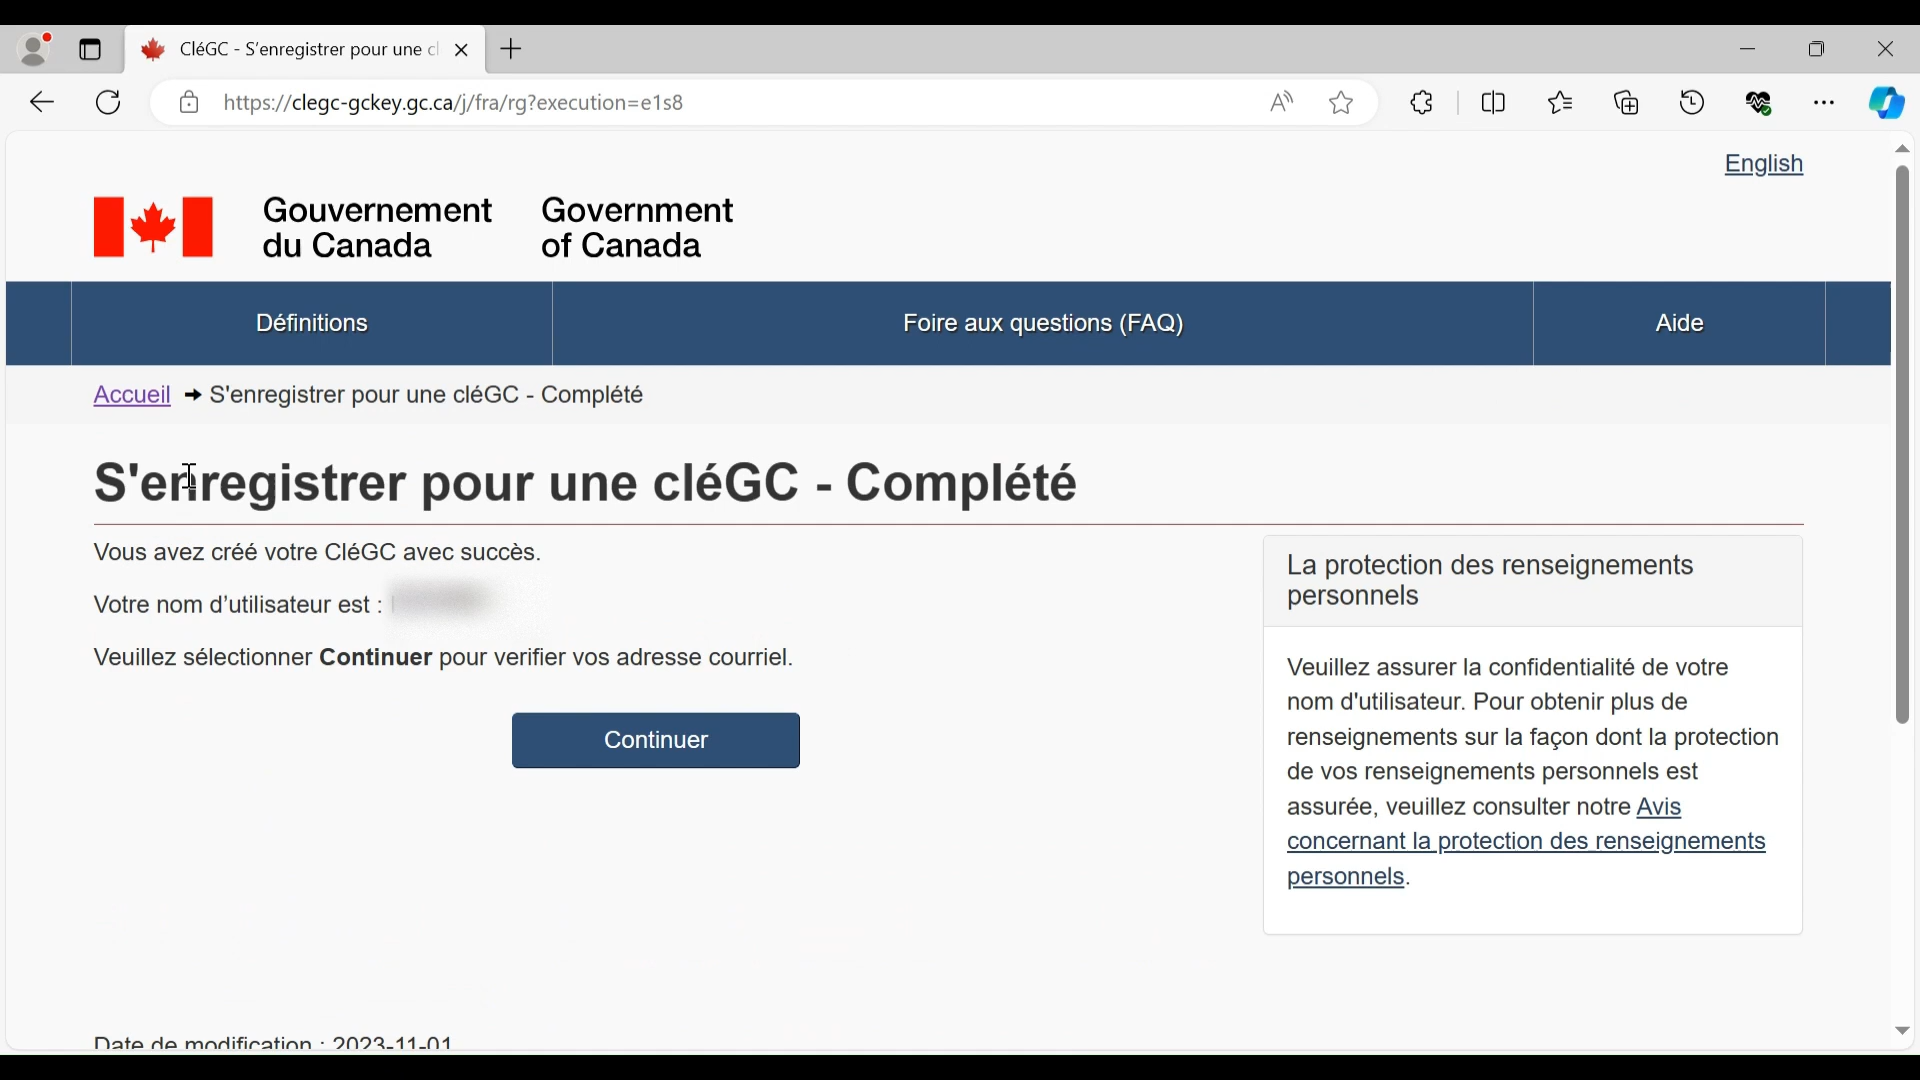 CléGC - S'enregistrer pour une
https://clegc-gckey.gc.ca/j/fra/rg?execution=e1s8
English
Gouvernement du Canada
Government of Canada
Définitions
Foire aux questions (FAQ)
Aide
Accueil → S'enregistrer pour une cléGC - Complété
S'enregistrer pour une cléGC - Complété
Vous avez créé votre CléGC avec succès.
Votre nom d’utilisateur est :
Veuillez sélectionner Continuer pour verifier vos adresse courriel.
Continuer
La protection des renseignements
personnels
Veuillez assurer la confidentialité de votre
nom d'utilisateur. Pour obtenir plus de
renseignements sur la façon dont la protection
de vos renseignements personnels est
assurée, veuillez consulter notre Avis
concernant la protection des renseignements
personnels.
Date de modification : 2023-11-01